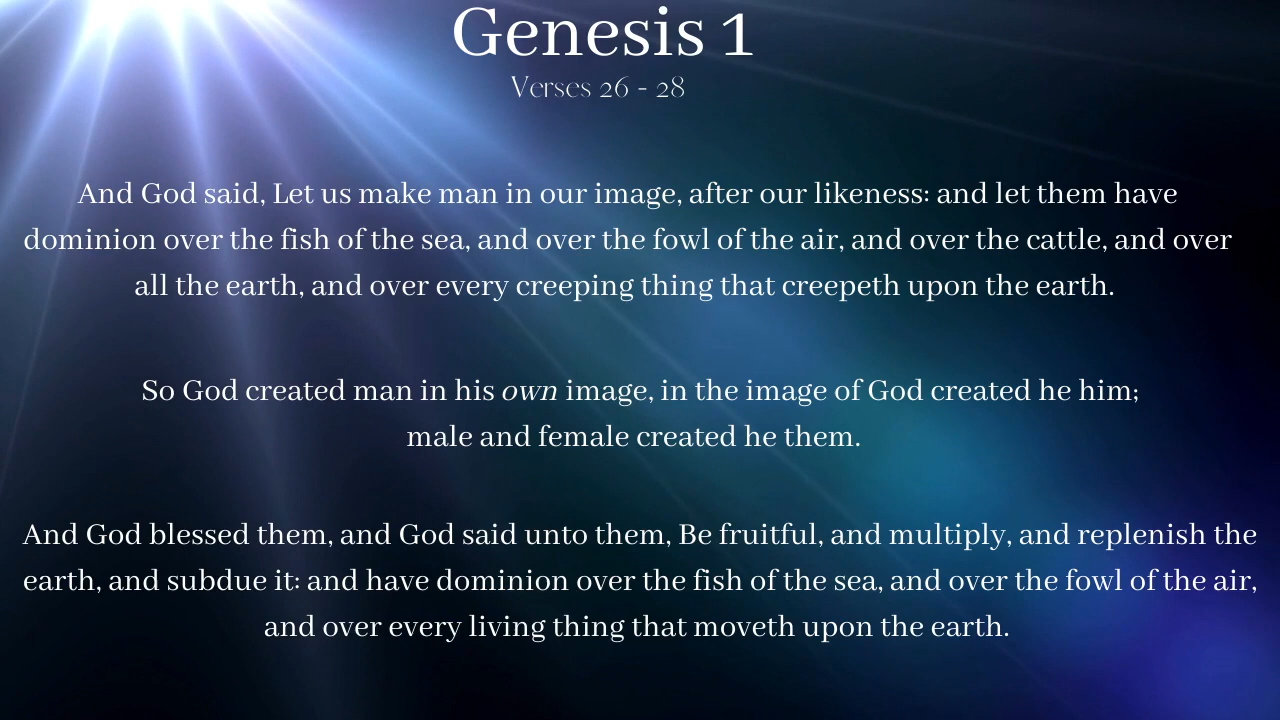 Genesis 1
Verses 26 - 28
And God said, Let us make man in our image, after our likeness: and let them have
dominion over the fish of the sea, and over the fowl of the air, and over the cattle, and over
all the earth, and over every creeping thing that creepeth upon the earth.
So God created man in his own image, in the image of God created he him;
male and female created he them.
And God blessed them, and God said unto them, Be fruitful, and multiply, and replenish the
earth, and subdue it: and have dominion over the fish of the sea, and over the fowl of the air,
and over every living thing that moveth upon the earth.